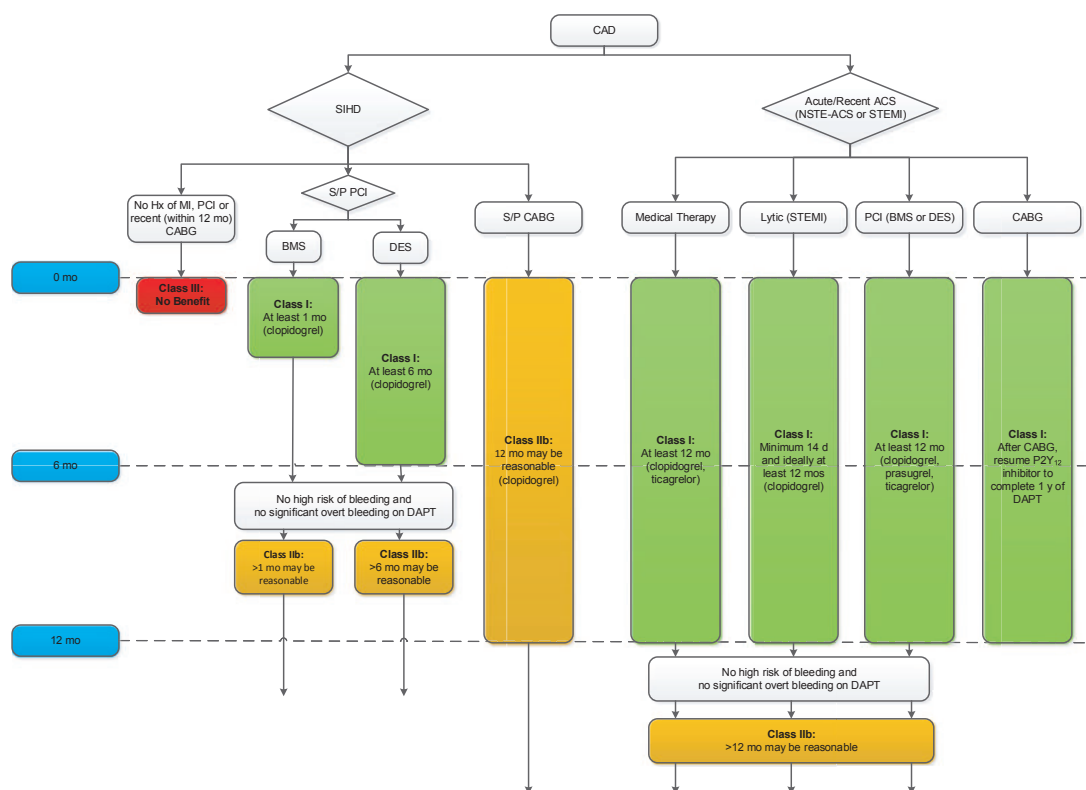 CAD
SIHD
Acute/Recent ACS
(NSTE-ACS or STEMI)
No Hx of MI, PCI or
recent (within 12 mo)
CABG
S/P PCI
S/P CABG
Medical Therapy
Lytic (STEMI)
PCI (BMS or DES)
CABG
BMS
DES
0 mo
Class III:
No Benefit
Class I:
At least 1 mo
(clopidogrel)
Class I:
At least 6 mo
(clopidogrel)
Class IIb:
12 mo may be
reasonable
(clopidogrel)
Class I:
At least 12 mo
(clopidogrel,
ticagrelor)
Class I:
Minimum 14 d
and ideally at
least 12 mos
(clopidogrel)
Class I:
At least 12 mo
(clopidogrel,
prasugrel,
ticagrelor)
Class I:
After CABG,
resume P2Y₁₂
inhibitor to
complete 1 y of
DAPT
6 mo
No high risk of bleeding and
no significant overt bleeding on DAPT
Class IIb:
>1 mo may be
reasonable
Class IIb:
>6 mo may be
reasonable
12 mo
No high risk of bleeding and
no significant overt bleeding on DAPT
Class IIb:
>12 mo may be reasonable